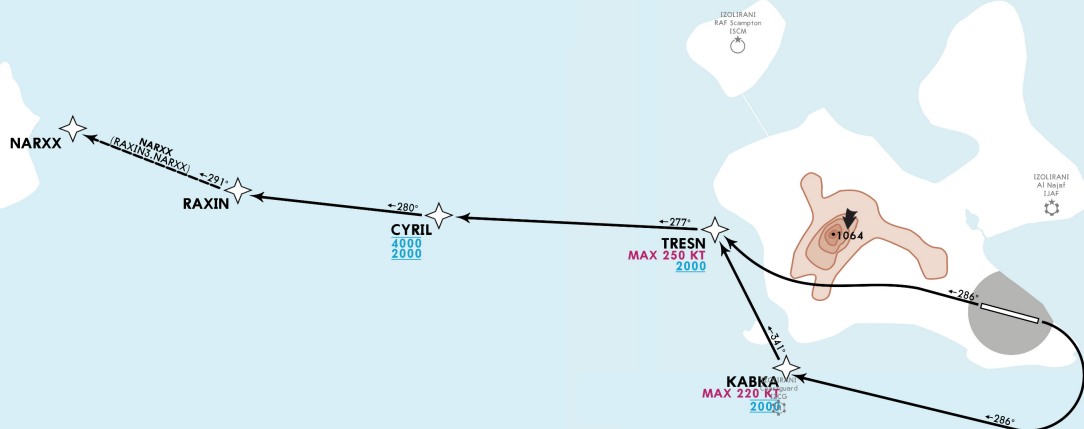 IZOLIRANI
RAF Scampton
ISCM
NARXX
NARXX
(RAXIN3.NARXX)
←291°
RAXIN
←280°
CYRIL
4000
2000
←277°
TRESN
MAX 250 KT
2000
1064
IZOLIRANI
Al Najaf
IJAF
←286°
←341°
KABKA
MAX 220 KT
2000
←286°